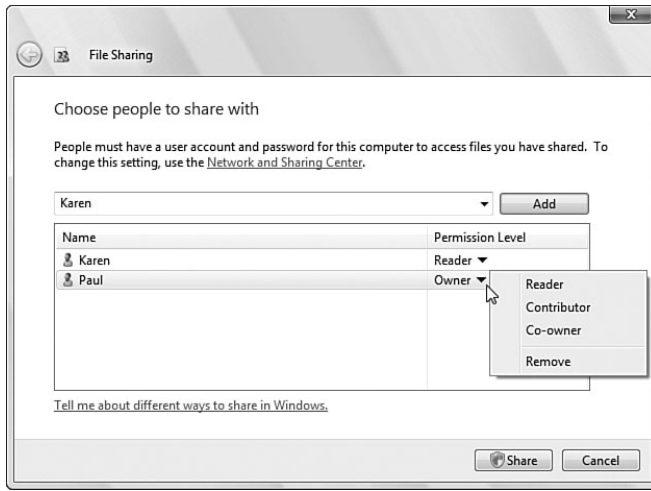 File Sharing
Choose people to share with
People must have a user account and password for this computer to access files you have shared. To
change this setting, use the Network and Sharing Center.
Karen
Add
Name Permission Level
Karen Reader
Paul Owner
Reader
Contributor
Co-owner
Remove
Tell me about different ways to share in Windows.
Share Cancel